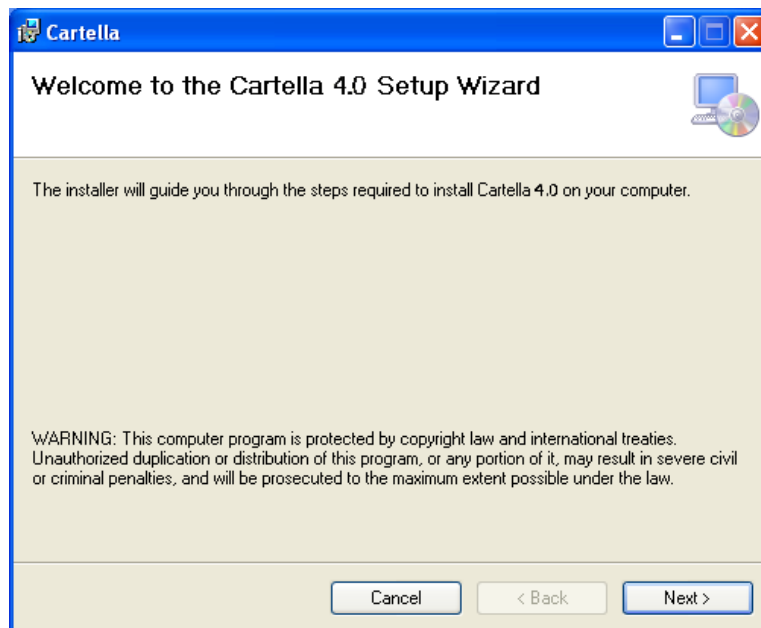 Cartella
Welcome to the Cartella 4.0 Setup Wizard
The installer will guide you through the steps required to install Cartella 4.0 on your computer.
WARNING: This computer program is protected by copyright law and international treaties.
Unauthorized duplication or distribution of this program, or any portion of it, may result in severe civil
or criminal penalties, and will be prosecuted to the maximum extent possible under the law.
Cancel < Back Next >